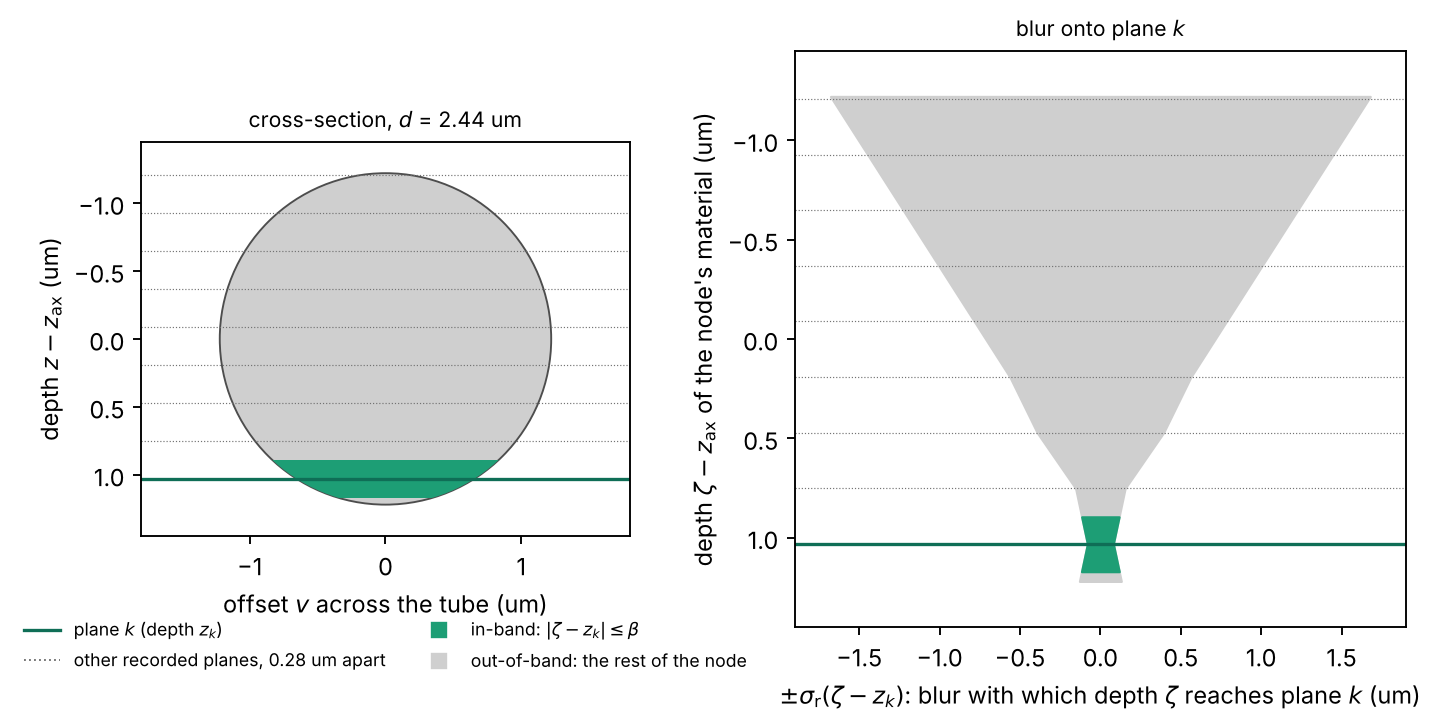 cross-section, d = 2.44 um
−1.0
−0.5
0.0
0.5
1.0
depth z − z_ax (um)
−1
0
1
offset v across the tube (um)
plane k (depth z_k)
other recorded planes, 0.28 um apart
in-band: |ζ − z_k| ≤ β
out-of-band: the rest of the node
blur onto plane k
−1.0
−0.5
0.0
0.5
1.0
depth ζ − z_ax of the node's material (um)
−1.5
−1.0
−0.5
0.0
0.5
1.0
1.5
±σ_r(ζ − z_k): blur with which depth ζ reaches plane k (um)